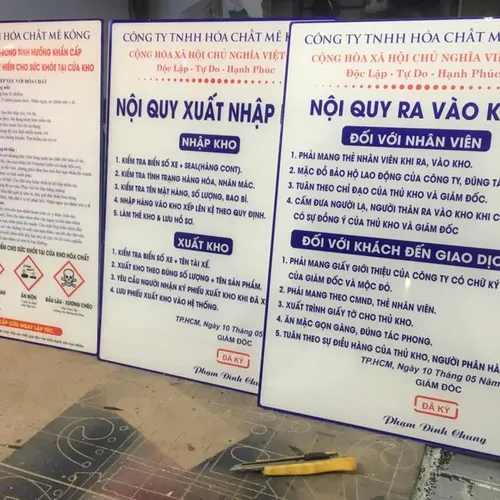 H HÓA CHẤT MÊ KÔNG
TRONG TÌNH HUỐNG KHẨN CẤP
Y HIỂM CHO SỨC KHỎE TẠI CỬA KHO
ĂN MÒN
ĐẦU LÂU - XƯƠNG CHÉO
CÔNG TY TNHH HÓA CHẤT MÊ KÔNG
CỘNG HÒA XÃ HỘI CHỦ NGHĨA VIỆT
Độc Lập - Tự Do - Hạnh Phúc
NỘI QUY XUẤT NHẬP
NHẬP KHO
1. KIỂM TRA BIỂN SỐ XE + SEAL(HÀNG CONT).
2. KIỂM TRA TÌNH TRẠNG HÀNG HÓA, NHÃN MÁC.
3. KIỂM TRA TÊN MẶT HÀNG, SỐ LƯỢNG, BAO BÌ.
4. NHẬP HÀNG VÀO KHO XẾP LÊN KỆ THEO QUY ĐỊNH.
5. LÀM THẺ KHO & LƯU HỒ SƠ.
XUẤT KHO
1. KIỂM TRA BIỂN SỐ XE + TÊN TÀI XẾ
2. XUẤT KHO THEO ĐÚNG SỐ LƯỢNG + TÊN SẢN PHẨM.
3. YÊU CẦU NGƯỜI NHẬN KÝ PHIẾU XUẤT KHO KHI ĐÃ X
4. LƯU PHIẾU XUẤT KHO VÀO HỆ THỐNG.
TP.HCM, Ngày 10 Tháng 05
GIÁM ĐỐC
ĐÃ KÝ
Phạm Đình Chung
CÔNG TY TNHH HÓA CHẤT MÊ K
CỘNG HÒA XÃ HỘI CHỦ NGHĨA VIỆ
Độc Lập - Tự Do - Hạnh Phúc
NỘI QUY RA VÀO K
ĐỐI VỚI NHÂN VIÊN
1. PHẢI MANG THẺ NHÂN VIÊN KHI RA, VÀO KHO.
2. MẶC ĐỒ BẢO HỘ LAO ĐỘNG CỦA CÔNG TY, ĐÚNG TÁ
3. TUÂN THEO CHỈ ĐẠO CỦA THỦ KHO VÀ GIÁM ĐỐC.
4. CẤM ĐƯA NGƯỜI LẠ, NGƯỜI THÂN RA VÀO KHO KHI C
CÓ SỰ ĐỒNG Ý CỦA THỦ KHO VÀ GIÁM ĐỐC
ĐỐI VỚI KHÁCH ĐẾN GIAO DỊC
1. PHẢI MANG GIẤY GIỚI THIỆU CỦA CÔNG TY CÓ CHỮ KÝ
CỦA GIÁM ĐỐC VÀ MỘC ĐỎ.
2. PHẢI MANG THEO CMND, THẺ NHÂN VIÊN.
3. XUẤT TRÌNH GIẤY TỜ CHO THỦ KHO.
4. ĂN MẶC GỌN GÀNG, ĐÚNG TÁC PHONG.
5. TUÂN THEO SỰ ĐIỀU HÀNH CỦA THỦ KHO, NGƯỜI PHÂN HÀ
TP.HCM, Ngày 10 Tháng 05 Năm
GIÁM ĐỐC
ĐÃ KÝ
Phạm Đình Chung